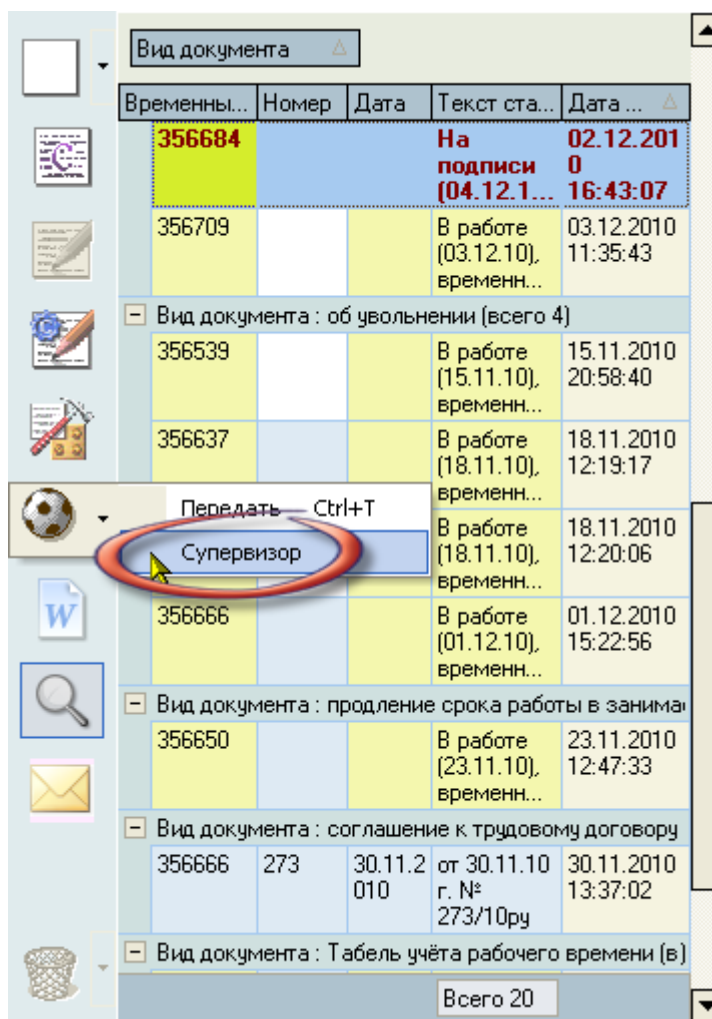 Вид документа
Временны... Номер Дата Текст ста... Дата ...
356684 На подписи (04.12.1... 02.12.2010 16:43:07
356709 В работе (03.12.10), временн... 03.12.2010 11:35:43
Вид документа : об увольнении (всего 4)
356539 В работе (15.11.10), временн... 15.11.2010 20:58:40
356637 В работе (18.11.10), временн... 18.11.2010 12:19:17
Передать Ctrl+T
Супервизор
В работе (18.11.10), временн... 18.11.2010 12:20:06
W
356666 В работе (01.12.10), временн... 01.12.2010 15:22:56
Вид документа : продление срока работы в занима
356650 В работе (23.11.10), временн... 23.11.2010 12:47:33
Вид документа : соглашение к трудовому договору
356666 273 30.11.2010 от 30.11.10 г. № 273/10ру 30.11.2010 13:37:02
Вид документа : Табель учёта рабочего времени (в)
Всего 20